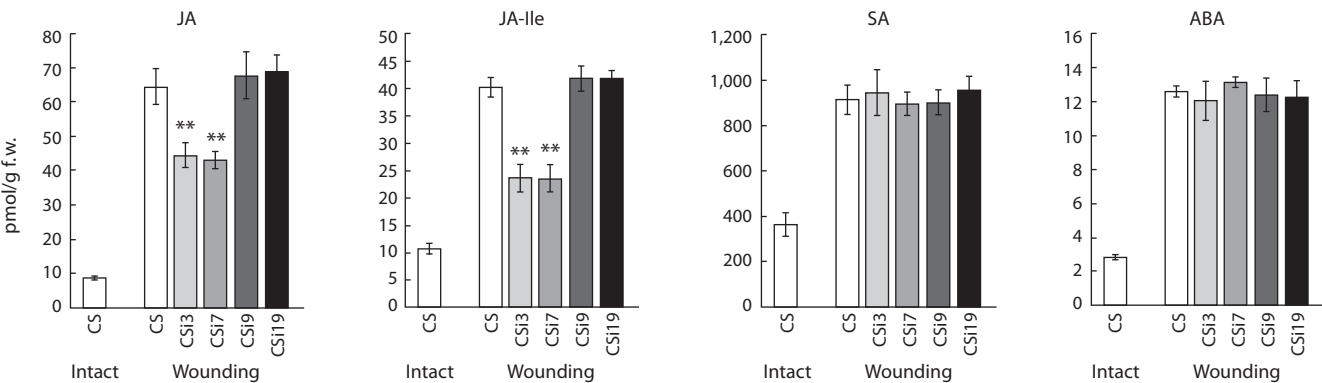 JA
pmol/g f.w.
80
70
60
50
40
30
20
10
0
**
**
CS
CS
CSi3
CSi7
CSi9
CSi19
Intact
Wounding
JA-Ile
50
45
40
35
30
25
20
15
10
5
0
**
**
CS
CS
CSi3
CSi7
CSi9
CSi19
Intact
Wounding
SA
1,200
1,000
800
600
400
200
0
CS
CS
CSi3
CSi7
CSi9
CSi19
Intact
Wounding
ABA
16
14
12
10
8
6
4
2
0
CS
CS
CSi3
CSi7
CSi9
CSi19
Intact
Wounding